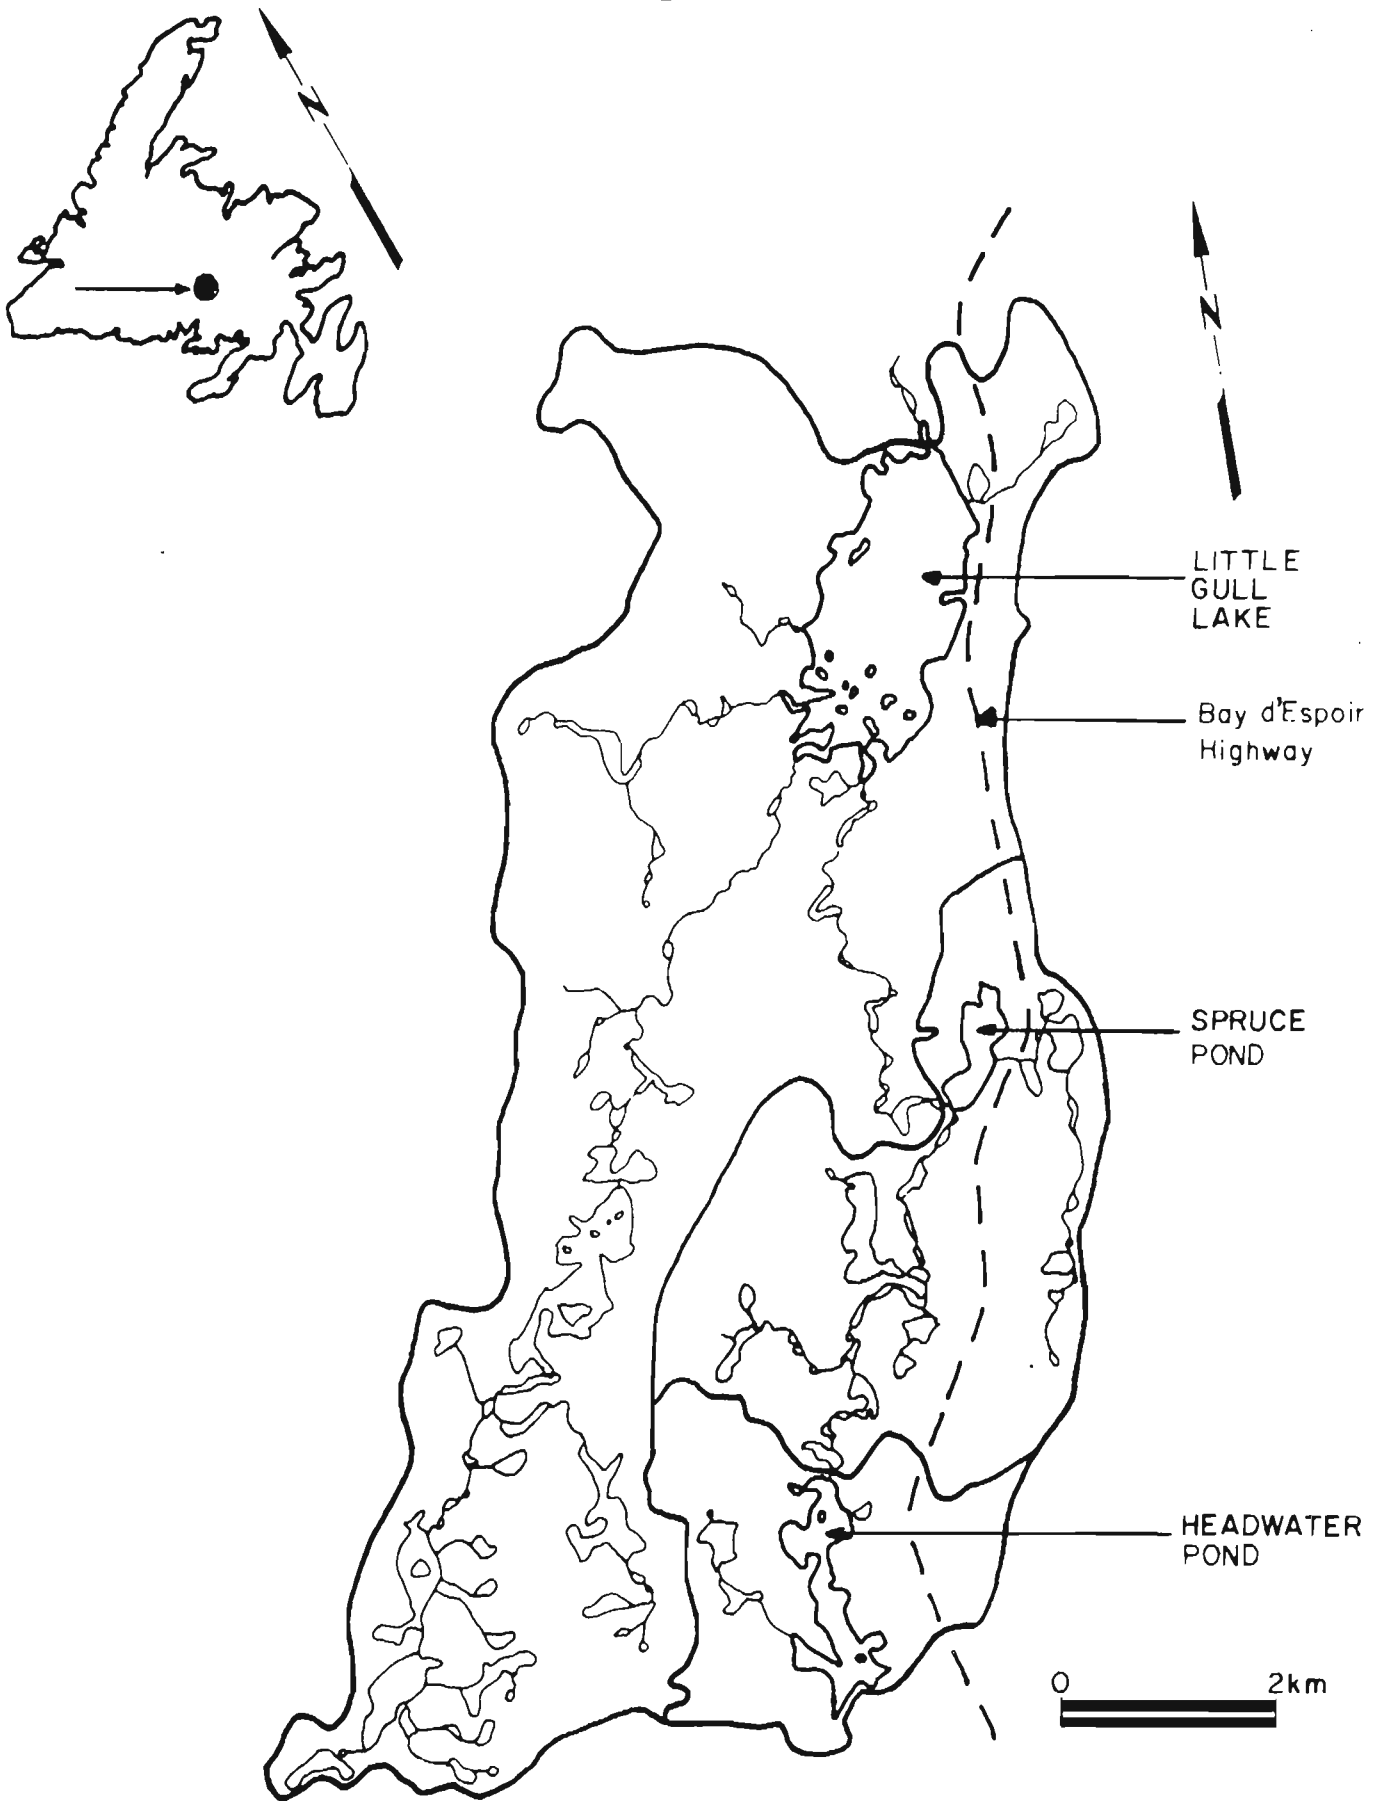 N
N
LITTLE
GULL
LAKE
Bay d'Espoir
Highway
SPRUCE
POND
HEADWATER
POND
0 2km